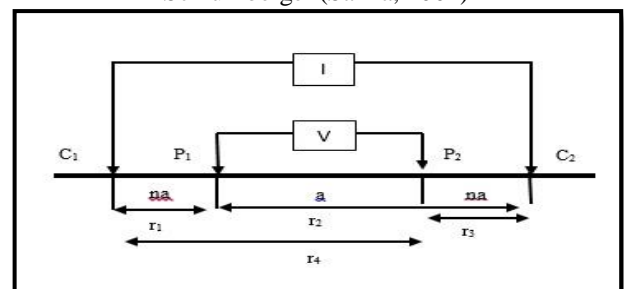 I
V
C₁ P₁ P₂ C₂
na a na
r₁ r₂ r₃
r₄